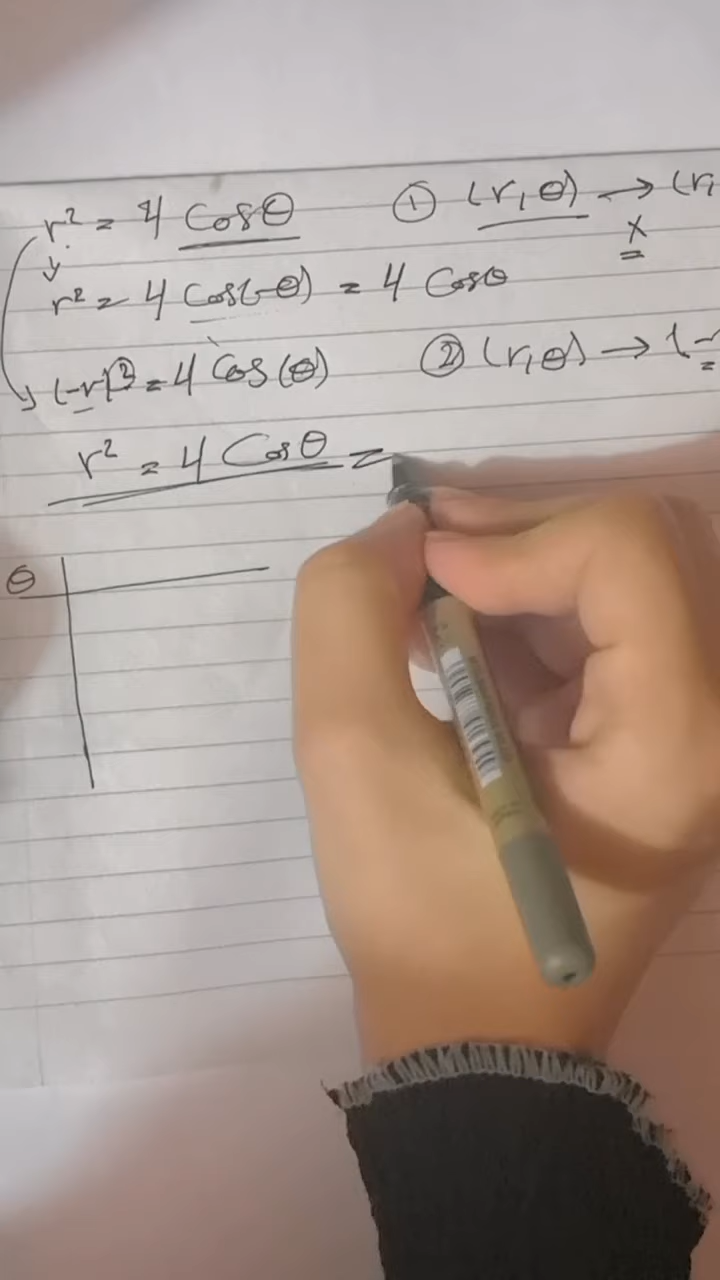 r² = 4 Cosθ ① (r, θ) → (r,
x
r² = 4 Cos(-θ) = 4 Cosθ
(-r)² = 4 Cos(θ) ② (r, θ) → (-
r² = 4 Cosθ =
θ